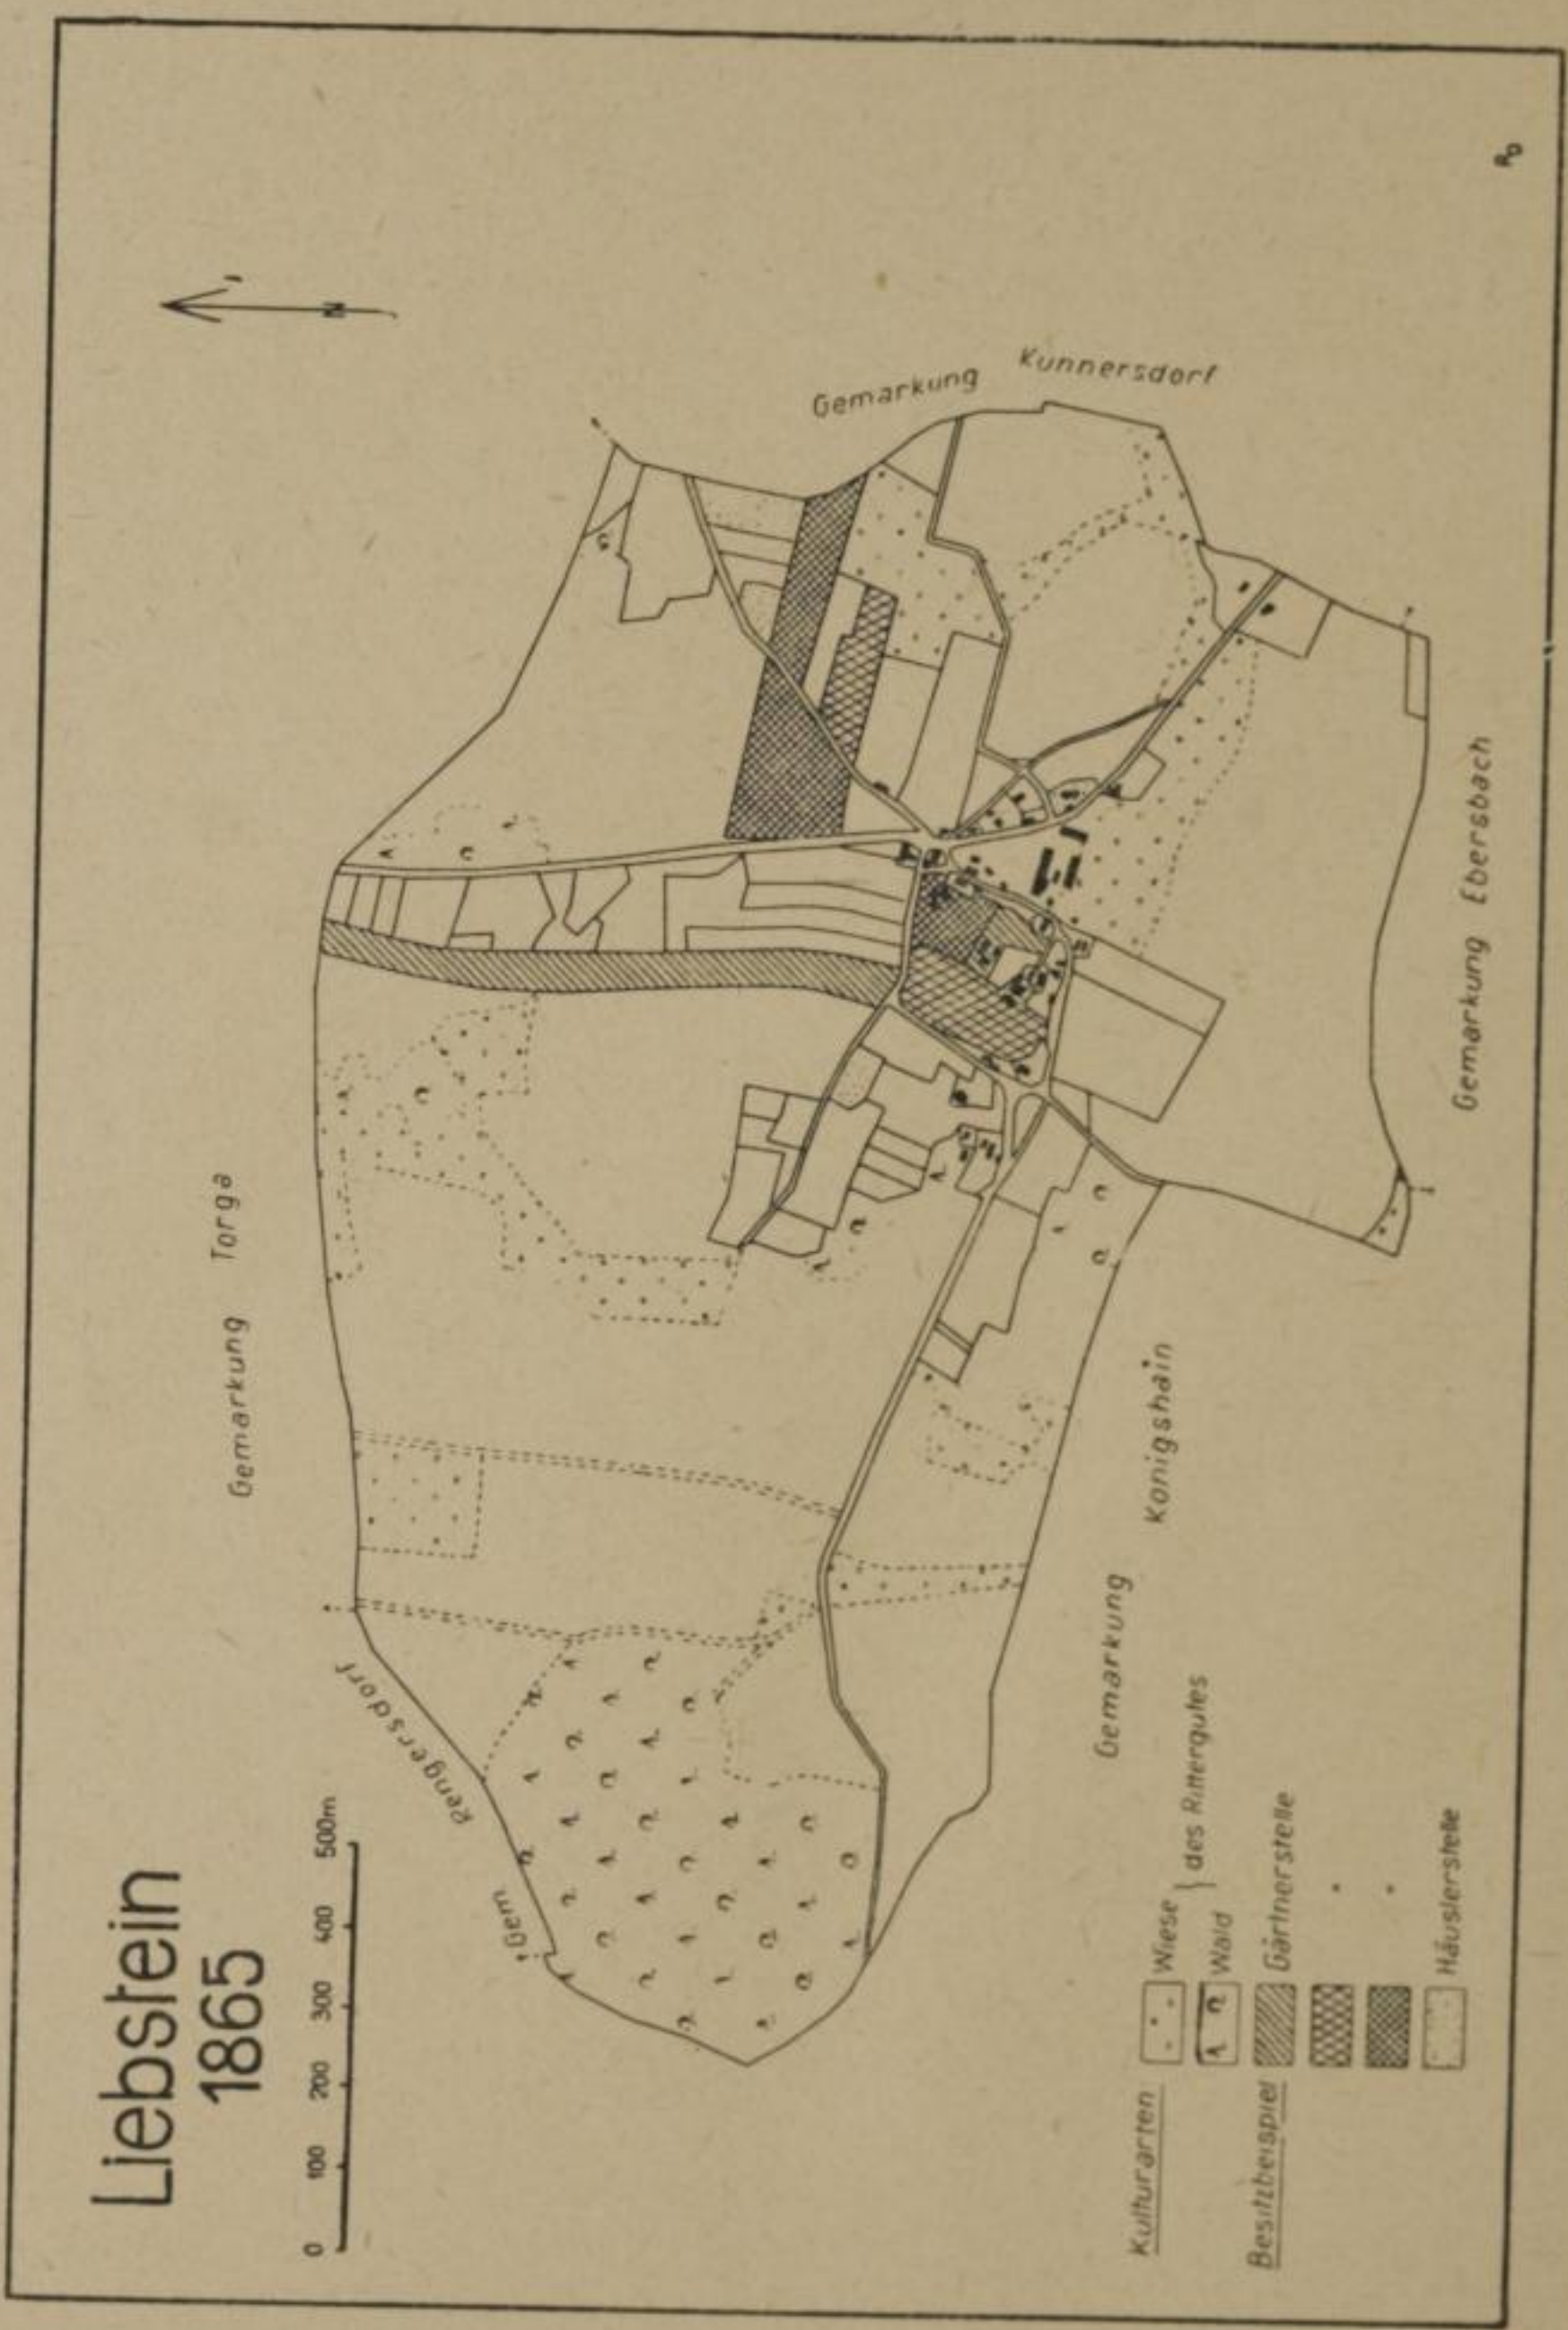 Liebstein
1865
0 100 200 300 400 500m
Gem. Rengersdorf
Gemarkung Torga
N
Gemarkung Kunnersdorf
Gemarkung Königshain
Gemarkung Ebersbach
Kulturarten
Wiese
Wald
} des Rittergutes
Besitzbeispiel
Gärtnerstelle
"
"
Häuslerstelle
RD